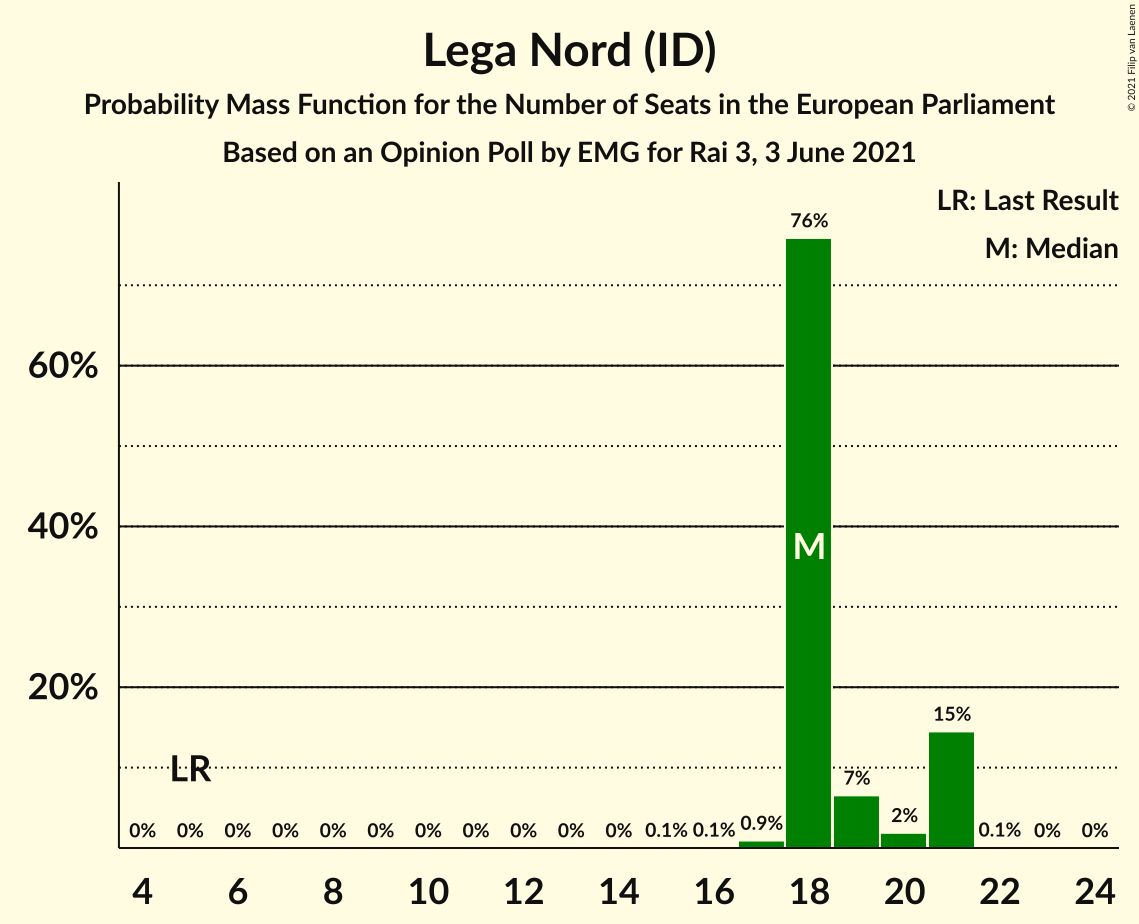 Lega Nord (ID)
Probability Mass Function for the Number of Seats in the European Parliament
Based on an Opinion Poll by EMG for Rai 3, 3 June 2021
© 2021 Filip van Laenen
LR: Last Result
M: Median
76%
60%
40%
M
20%
15%
LR
7%
0% 0% 0% 0% 0% 0% 0% 0% 0% 0% 0% 0.1% 0.1% 0.9% 2% 0.1% 0% 0%
4 6 8 10 12 14 16 18 20 22 24